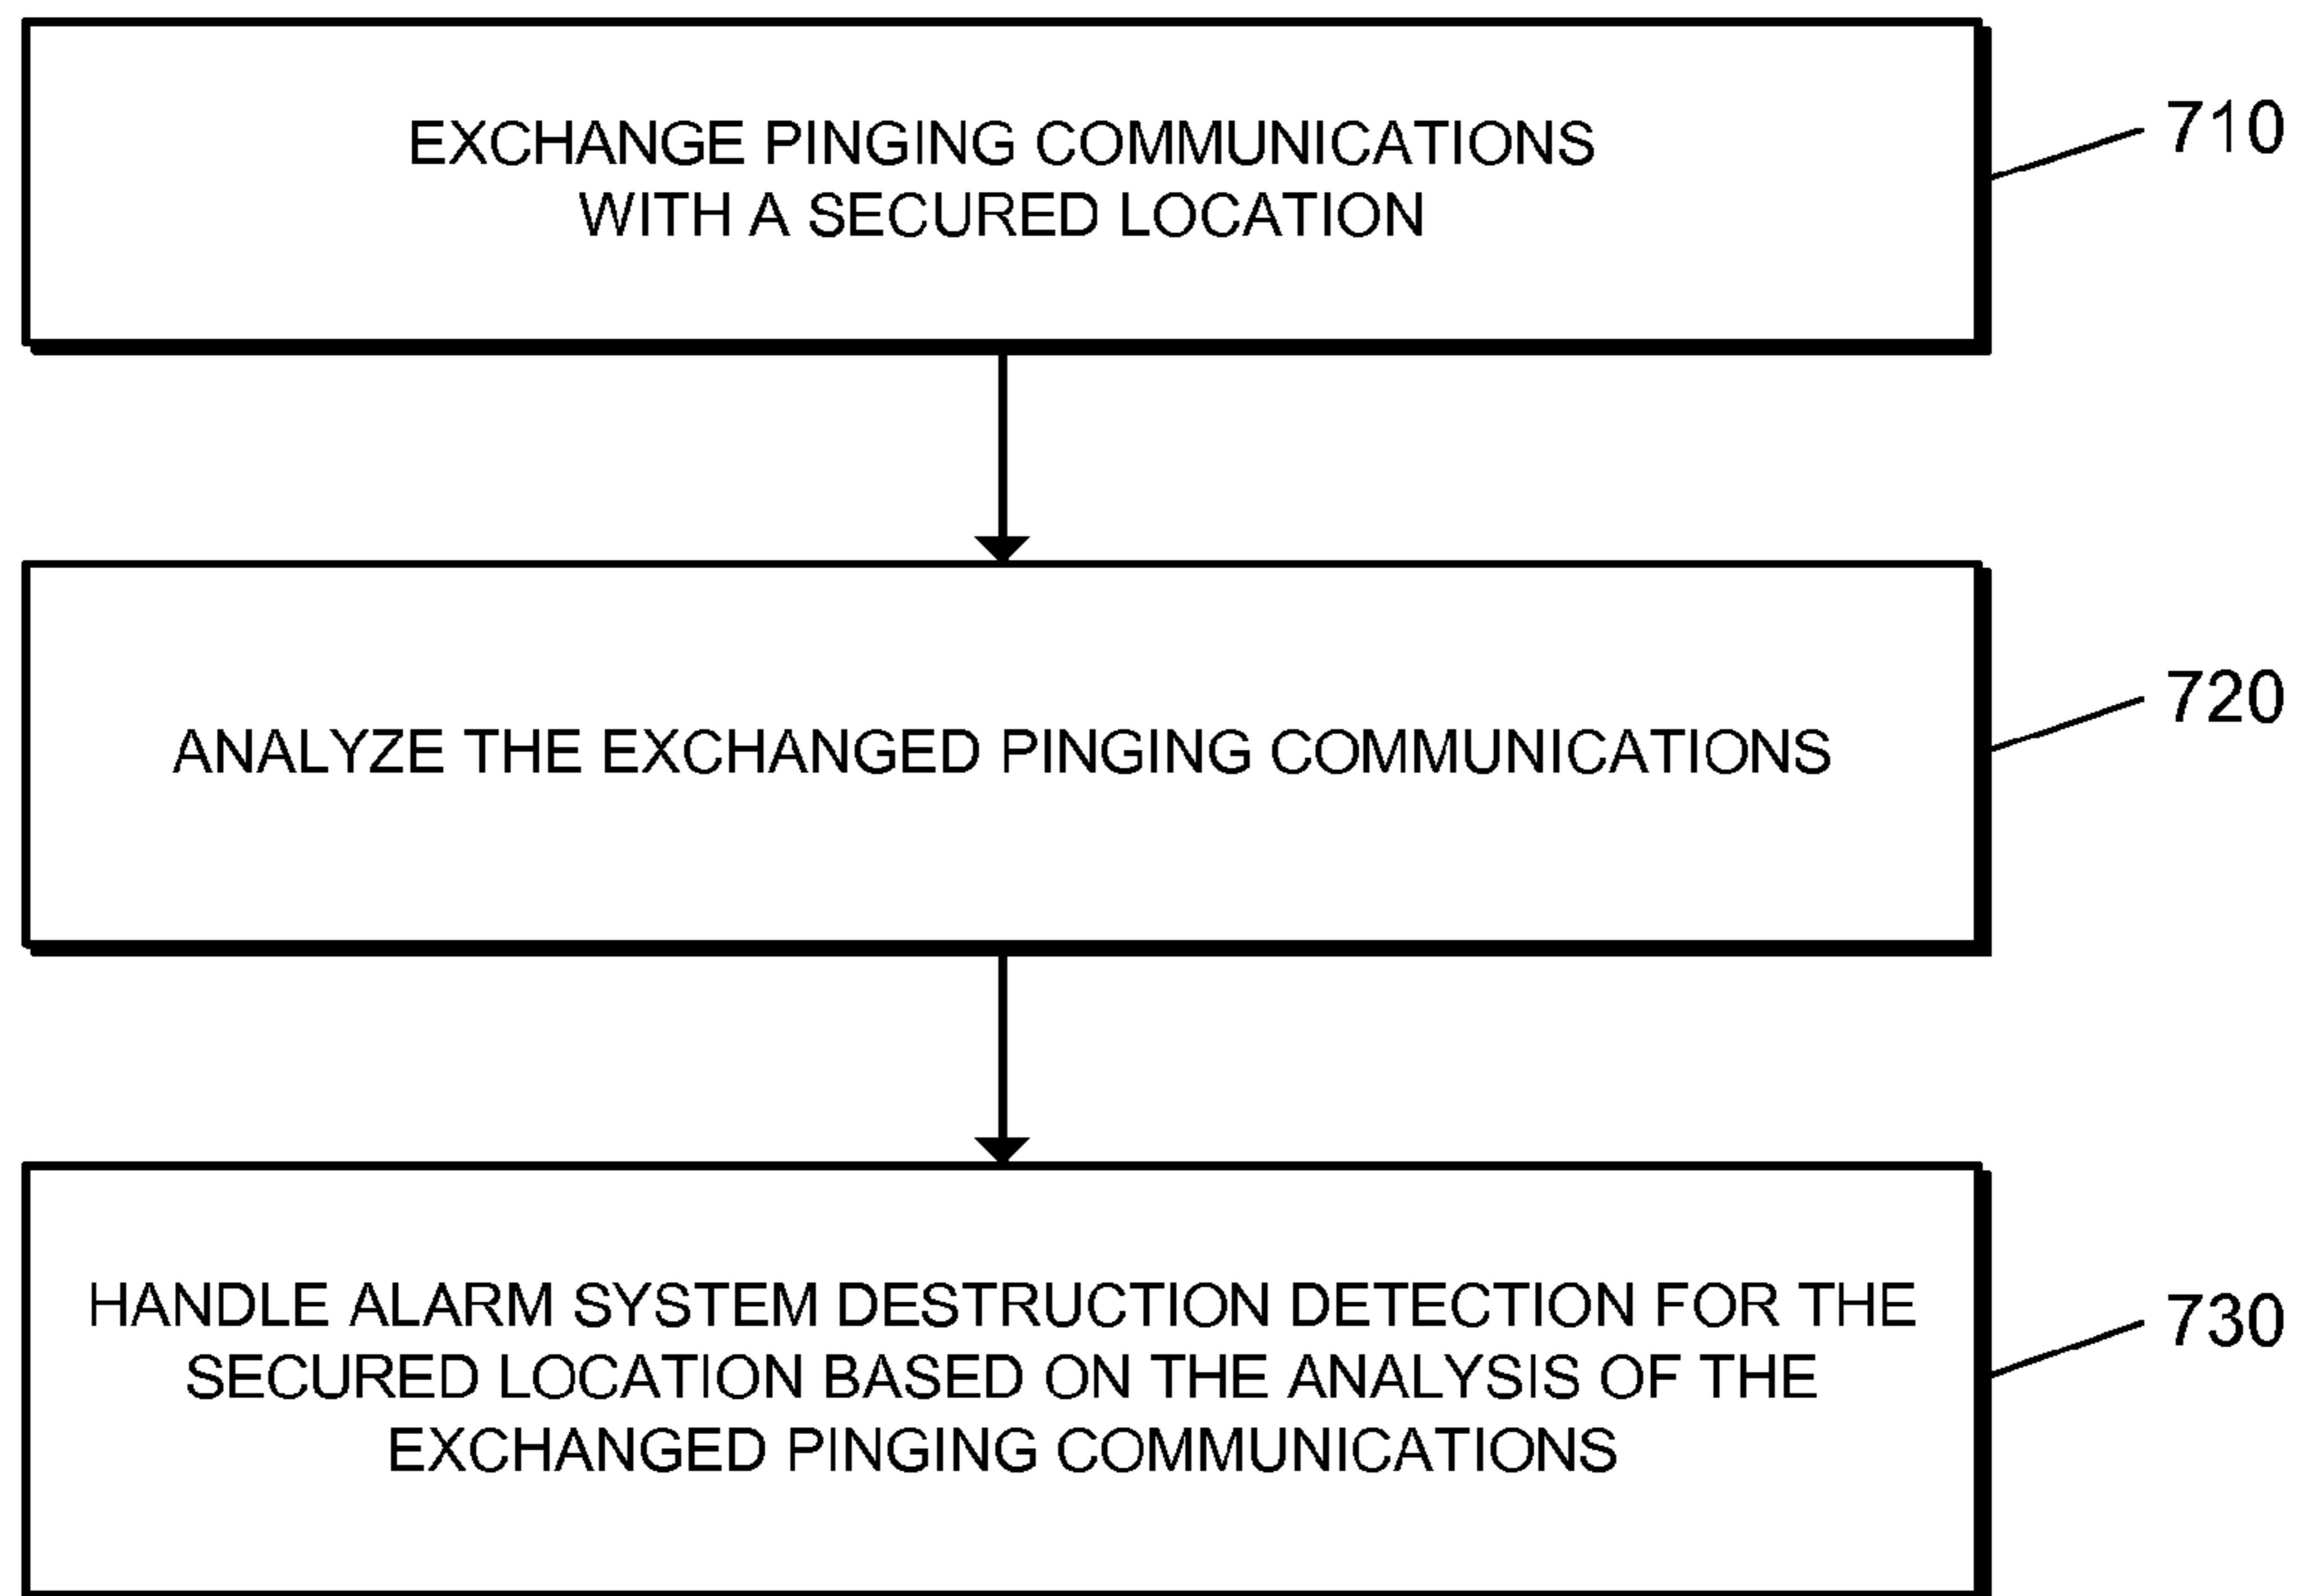 EXCHANGE PINGING COMMUNICATIONS
WITH A SECURED LOCATION
710
ANALYZE THE EXCHANGED PINGING COMMUNICATIONS
720
HANDLE ALARM SYSTEM DESTRUCTION DETECTION FOR THE
SECURED LOCATION BASED ON THE ANALYSIS OF THE
EXCHANGED PINGING COMMUNICATIONS
730